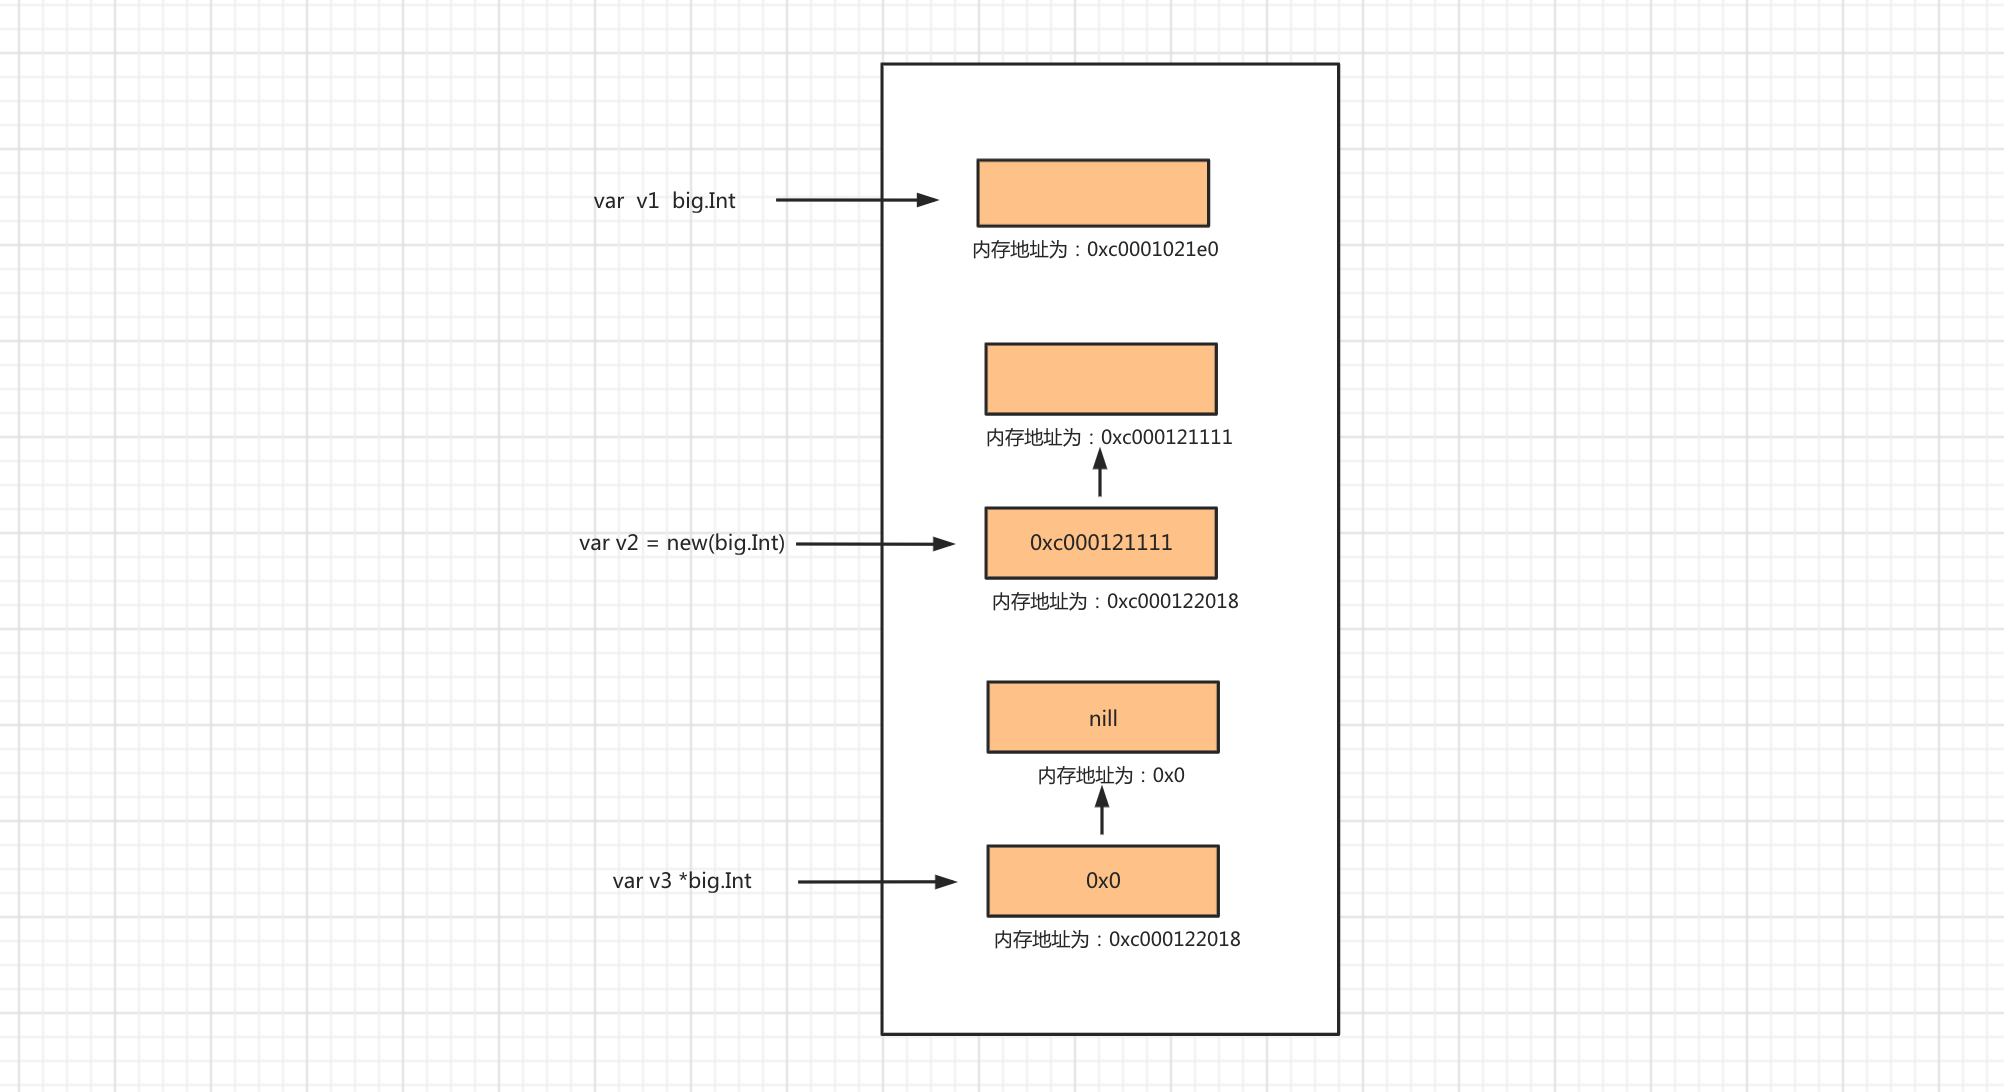 var v1 big.Int
内存地址为：0xc0001021e0
内存地址为：0xc000121111
var v2 = new(big.Int)
0xc000121111
内存地址为：0xc000122018
nill
内存地址为：0x0
var v3 *big.Int
0x0
内存地址为：0xc000122018